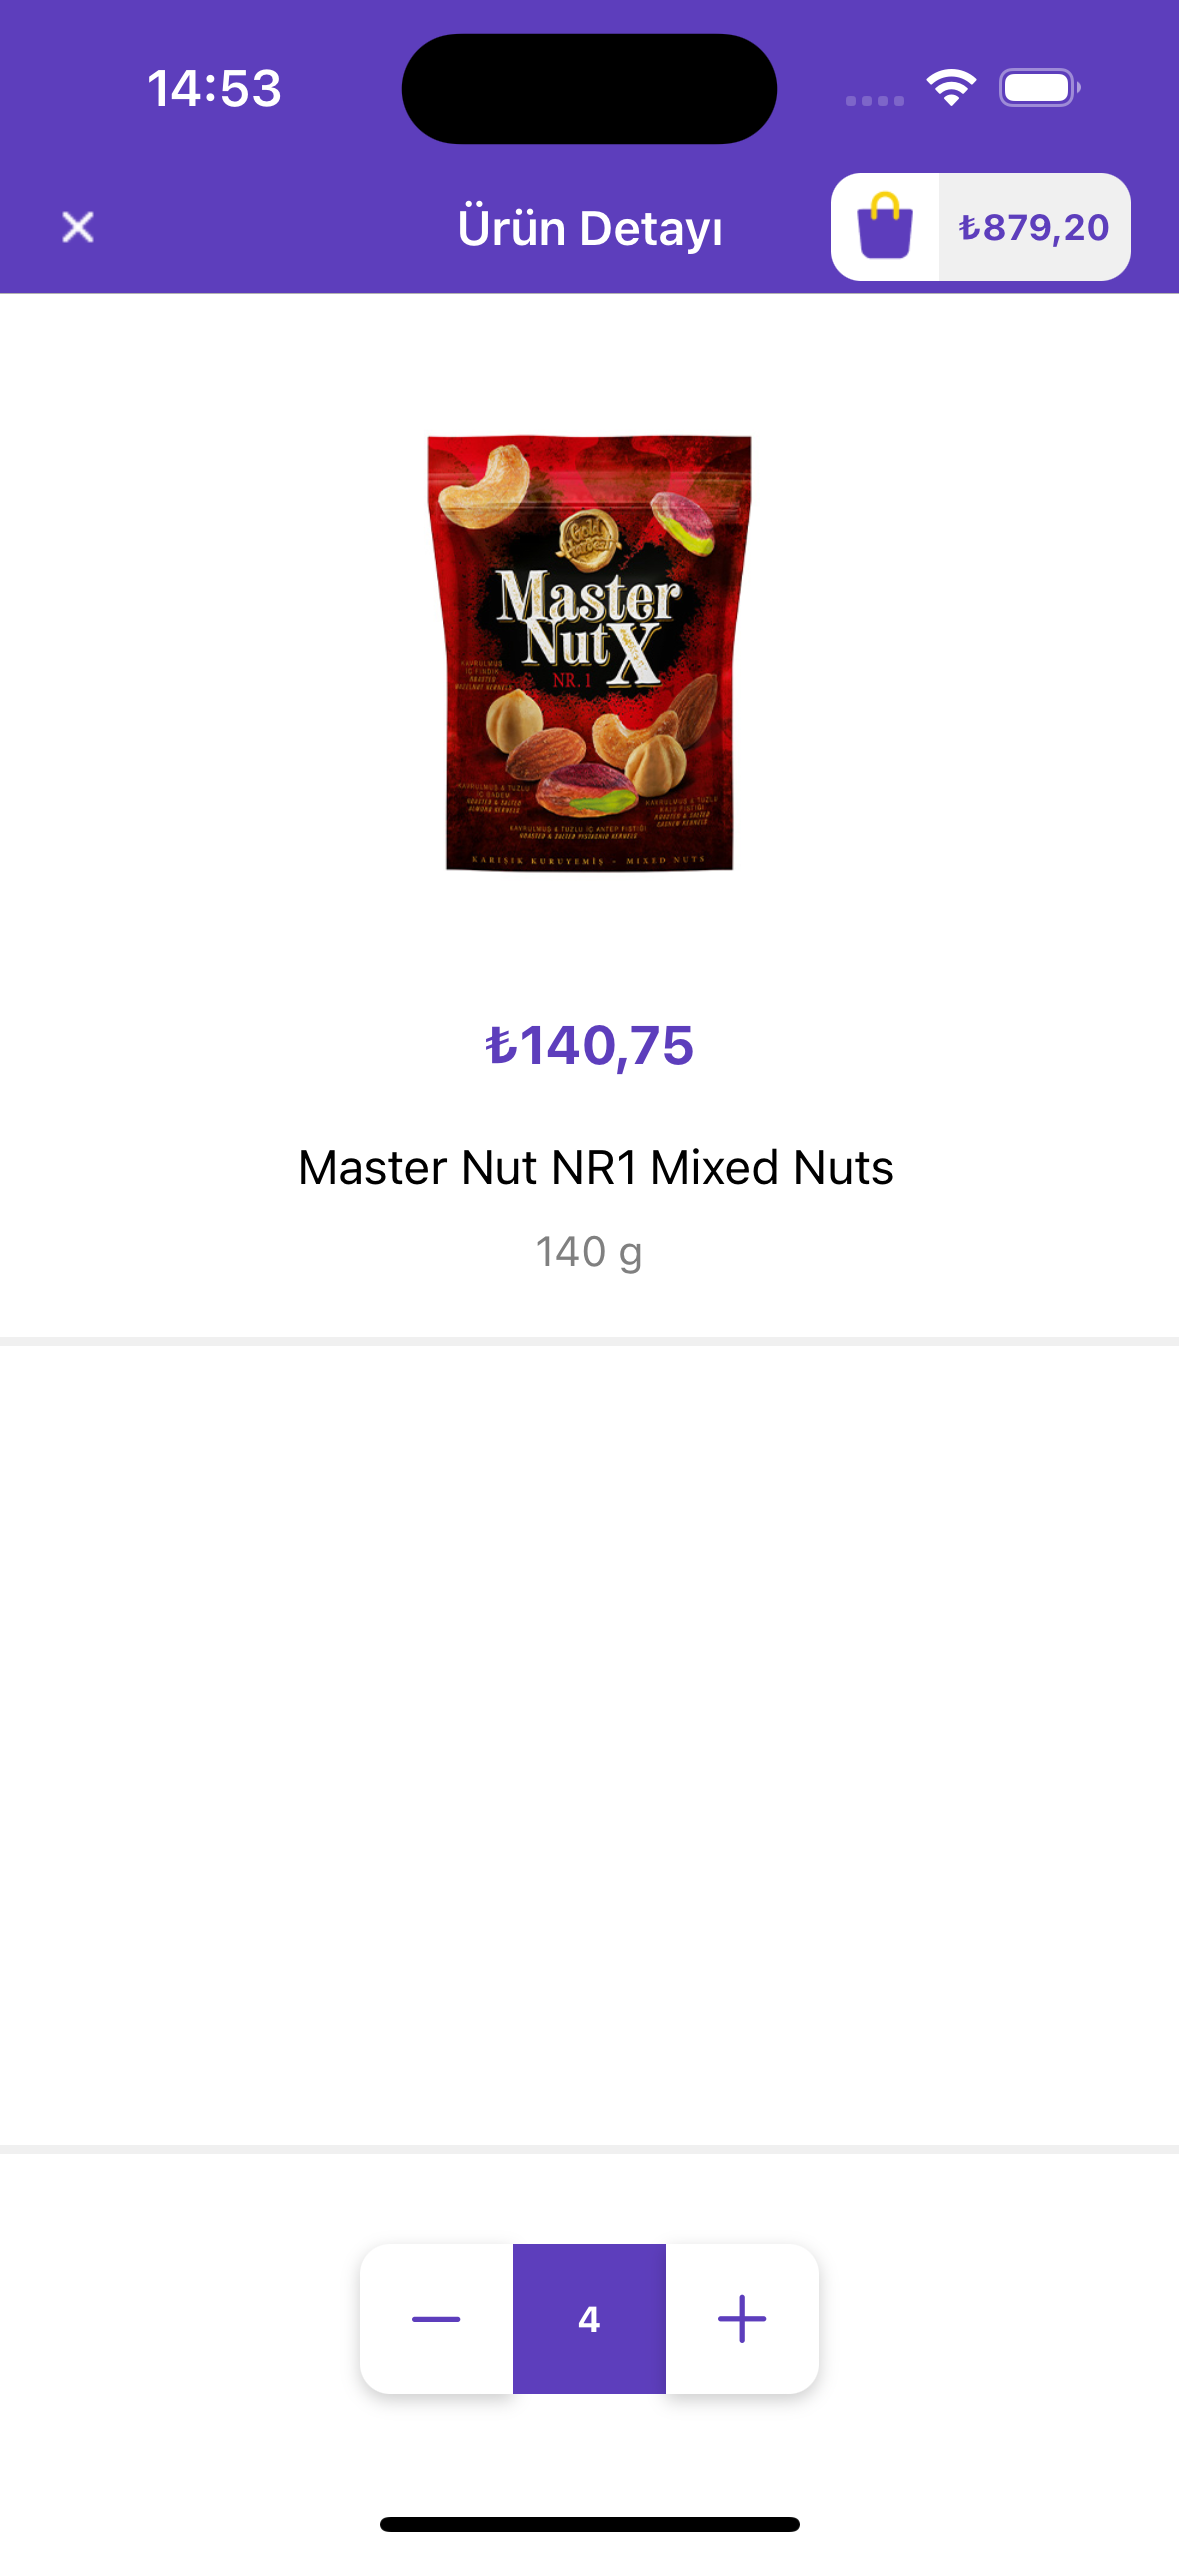 14:53
Ürün Detayı
₺879,20
Gold
Harvest
Master
NutX
NR. 1
KAVRULMUŞ
İÇ FINDIK
ROASTED
HAZELNUT KERNELS
KAVRULMUŞ & TUZLU
İÇ BADEM
ROASTED & SALTED
ALMOND KERNELS
KAVRULMUŞ & TUZLU
KAJU FISTIĞI
ROASTED & SALTED
CASHEW KERNELS
KAVRULMUŞ & TUZLU İÇ ANTEP FISTIĞI
ROASTED & SALTED PISTACHIO KERNELS
KARIŞIK KURUYEMİŞ - MIXED NUTS
₺140,75
Master Nut NR1 Mixed Nuts
140 g
4